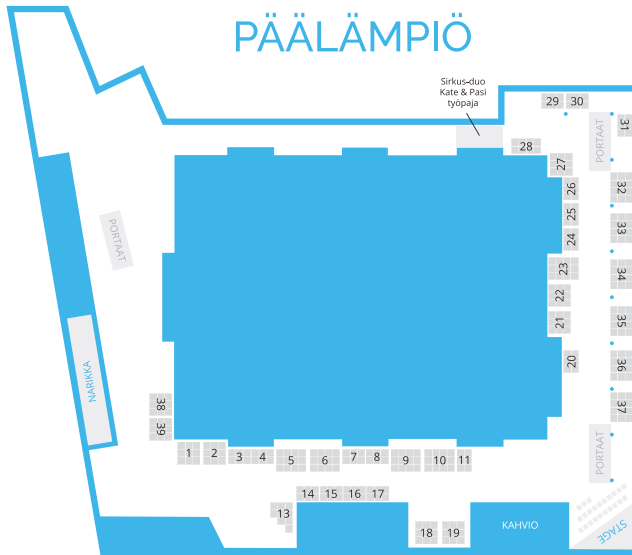 PÄÄLÄMPIÖ
Sirkus-duo
Kate & Pasi
työpaja
29 30
31
PORTAAT
28
27
26
32
25
33
24
PORTAAT
23
34
22
21
35
20
36
NARIKKA
38
37
39
1 2 3 4 5 6 7 8 9 10 11
PORTAAT
14 15 16 17
13
18 19
KAHVIO
STAGE